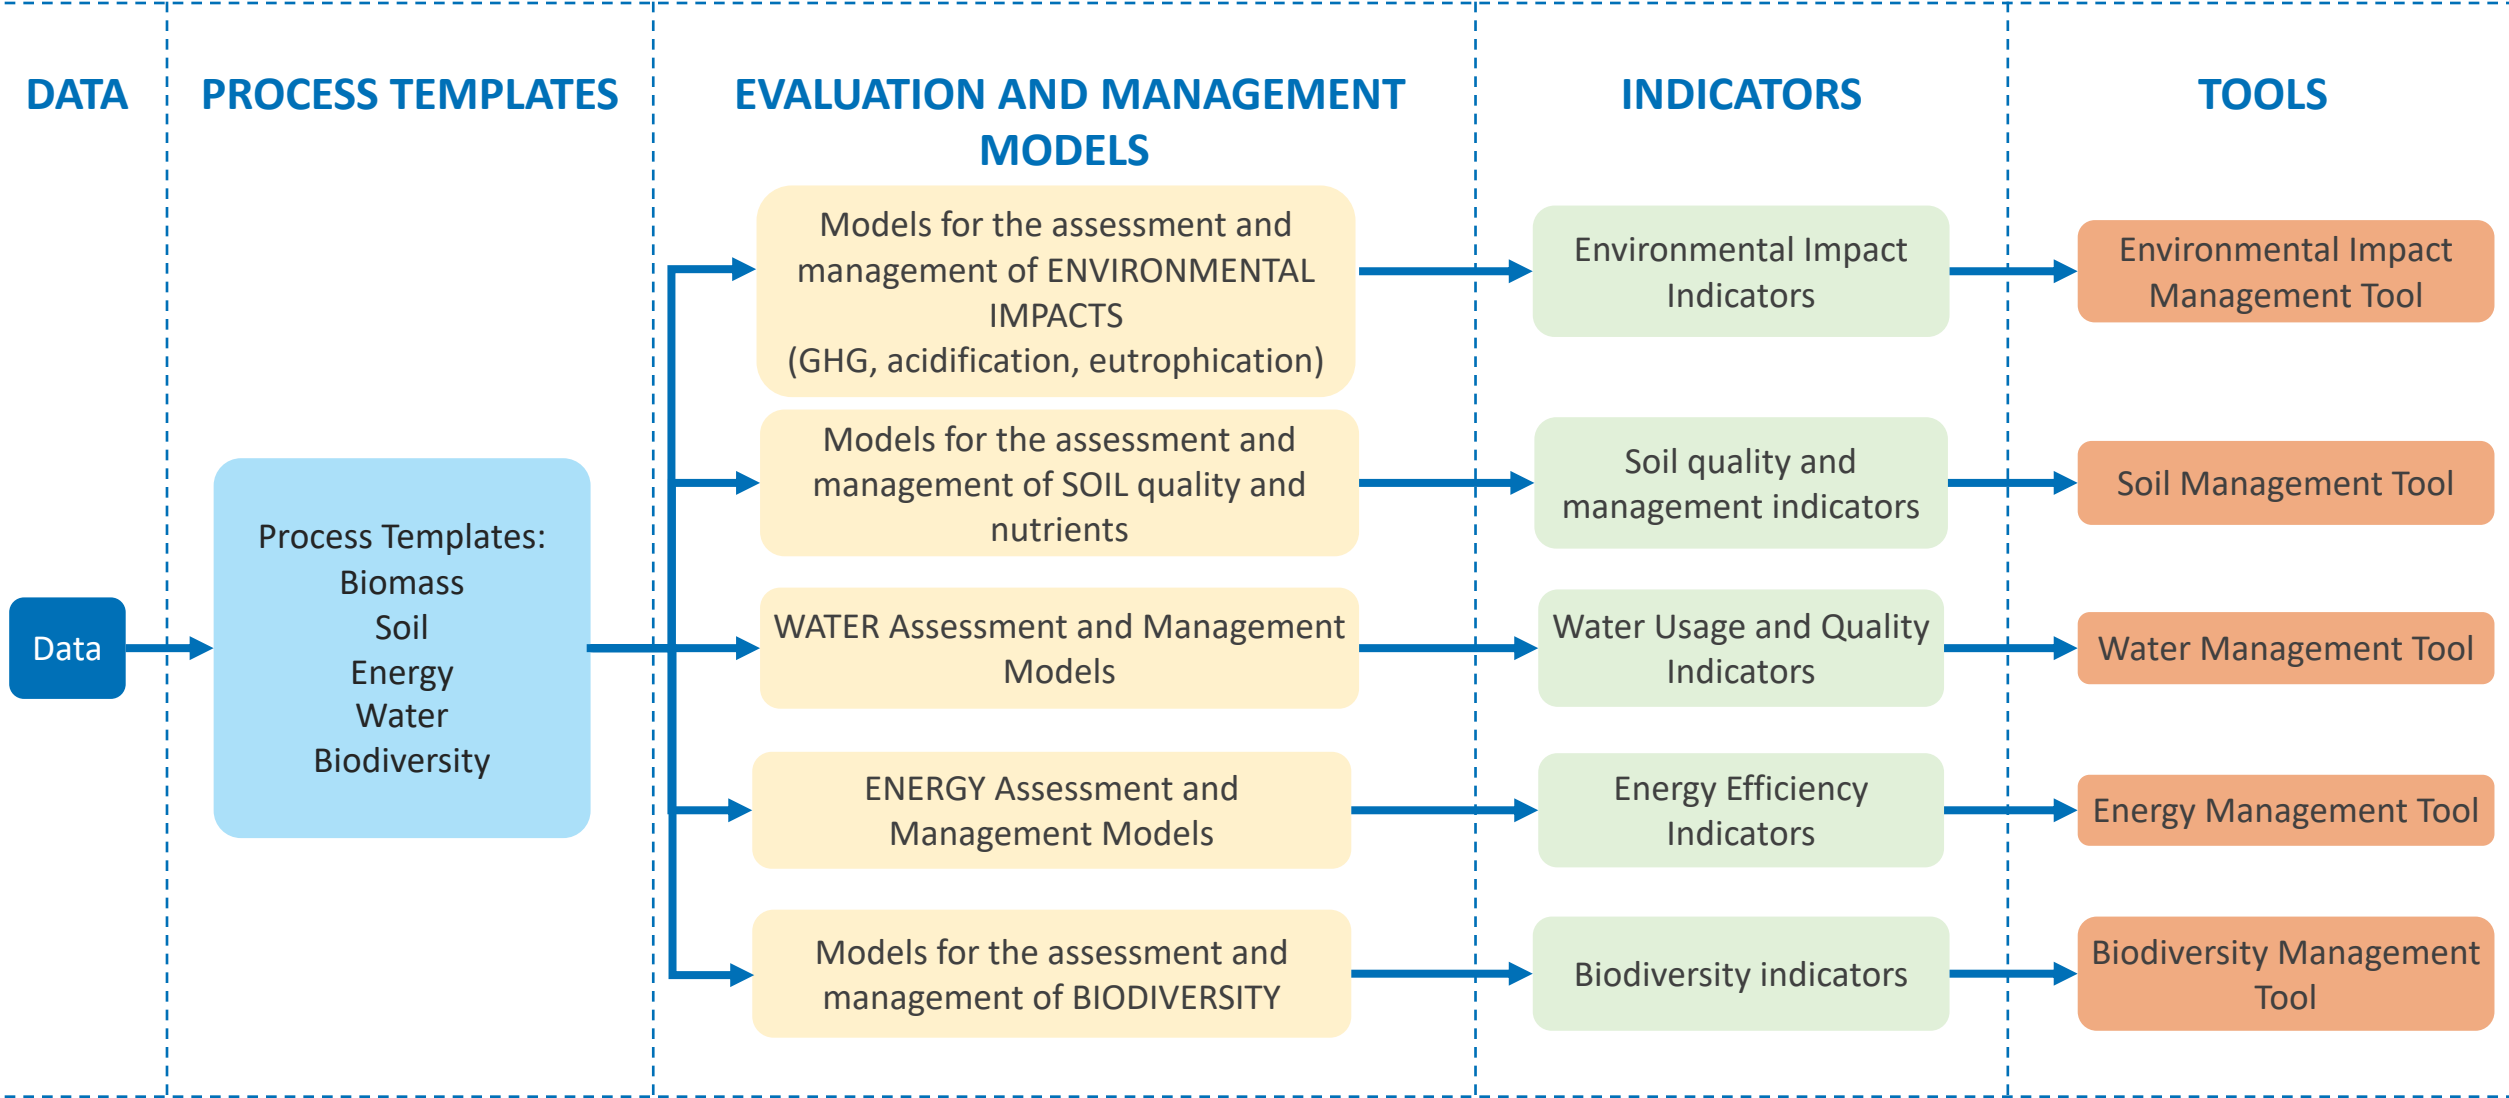 DATA
PROCESS TEMPLATES
EVALUATION AND MANAGEMENT
MODELS
INDICATORS
TOOLS
Data
Process Templates:
Biomass
Soil
Energy
Water
Biodiversity
Models for the assessment and
management of ENVIRONMENTAL
IMPACTS
(GHG, acidification, eutrophication)
Environmental Impact
Indicators
Environmental Impact
Management Tool
Models for the assessment and
management of SOIL quality and
nutrients
Soil quality and
management indicators
Soil Management Tool
WATER Assessment and Management
Models
Water Usage and Quality
Indicators
Water Management Tool
ENERGY Assessment and
Management Models
Energy Efficiency
Indicators
Energy Management Tool
Models for the assessment and
management of BIODIVERSITY
Biodiversity indicators
Biodiversity Management
Tool